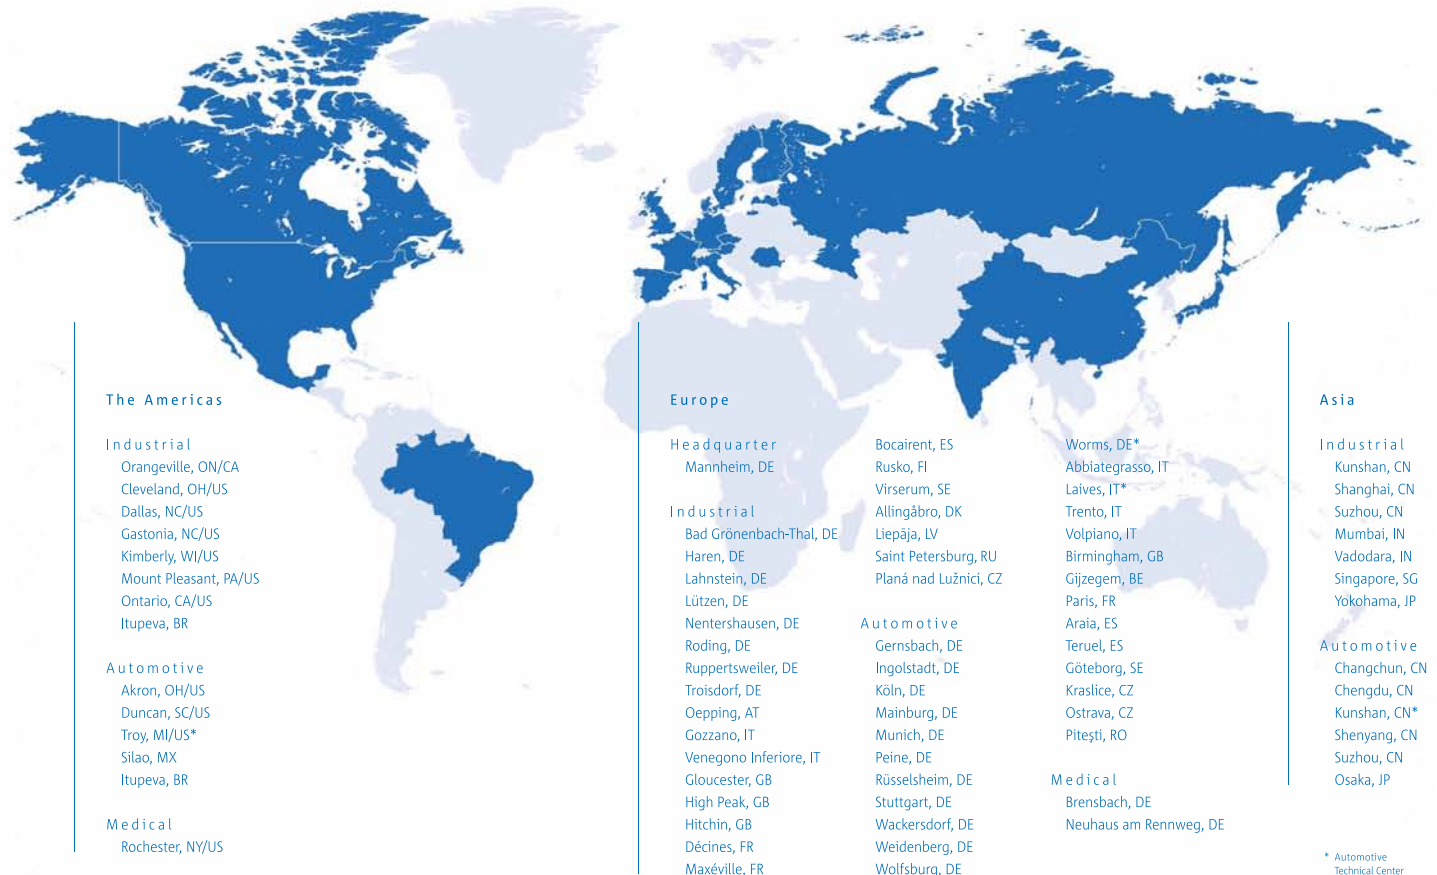 The Americas
Industrial
Orangeville, ON/CA
Cleveland, OH/US
Dallas, NC/US
Gastonia, NC/US
Kimberly, WI/US
Mount Pleasant, PA/US
Ontario, CA/US
Itupeva, BR
Automotive
Akron, OH/US
Duncan, SC/US
Troy, MI/US*
Silao, MX
Itupeva, BR
Medical
Rochester, NY/US
Europe
Headquarter
Mannheim, DE
Industrial
Bad Grönenbach-Thal, DE
Haren, DE
Lahnstein, DE
Lützen, DE
Nentershausen, DE
Roding, DE
Ruppertsweiler, DE
Troisdorf, DE
Oepping, AT
Gozzano, IT
Venegono Inferiore, IT
Gloucester, GB
High Peak, GB
Hitchin, GB
Décines, FR
Maxéville, FR
Bocairent, ES
Rusko, FI
Virserum, SE
Allingåbro, DK
Liepāja, LV
Saint Petersburg, RU
Planá nad Lužnicí, CZ
Automotive
Gernsbach, DE
Ingolstadt, DE
Köln, DE
Mainburg, DE
Munich, DE
Peine, DE
Rüsselsheim, DE
Stuttgart, DE
Wackersdorf, DE
Weidenberg, DE
Wolfsburg, DE
Worms, DE*
Abbiategrasso, IT
Laives, IT*
Trento, IT
Volpiano, IT
Birmingham, GB
Gijzegem, BE
Paris, FR
Araia, ES
Teruel, ES
Göteborg, SE
Kraslice, CZ
Ostrava, CZ
Piteşti, RO
Medical
Brensbach, DE
Neuhaus am Rennweg, DE
Asia
Industrial
Kunshan, CN
Shanghai, CN
Suzhou, CN
Mumbai, IN
Vadodara, IN
Singapore, SG
Yokohama, JP
Automotive
Changchun, CN
Chengdu, CN
Kunshan, CN*
Shenyang, CN
Suzhou, CN
Osaka, JP
* Automotive
Technical Center